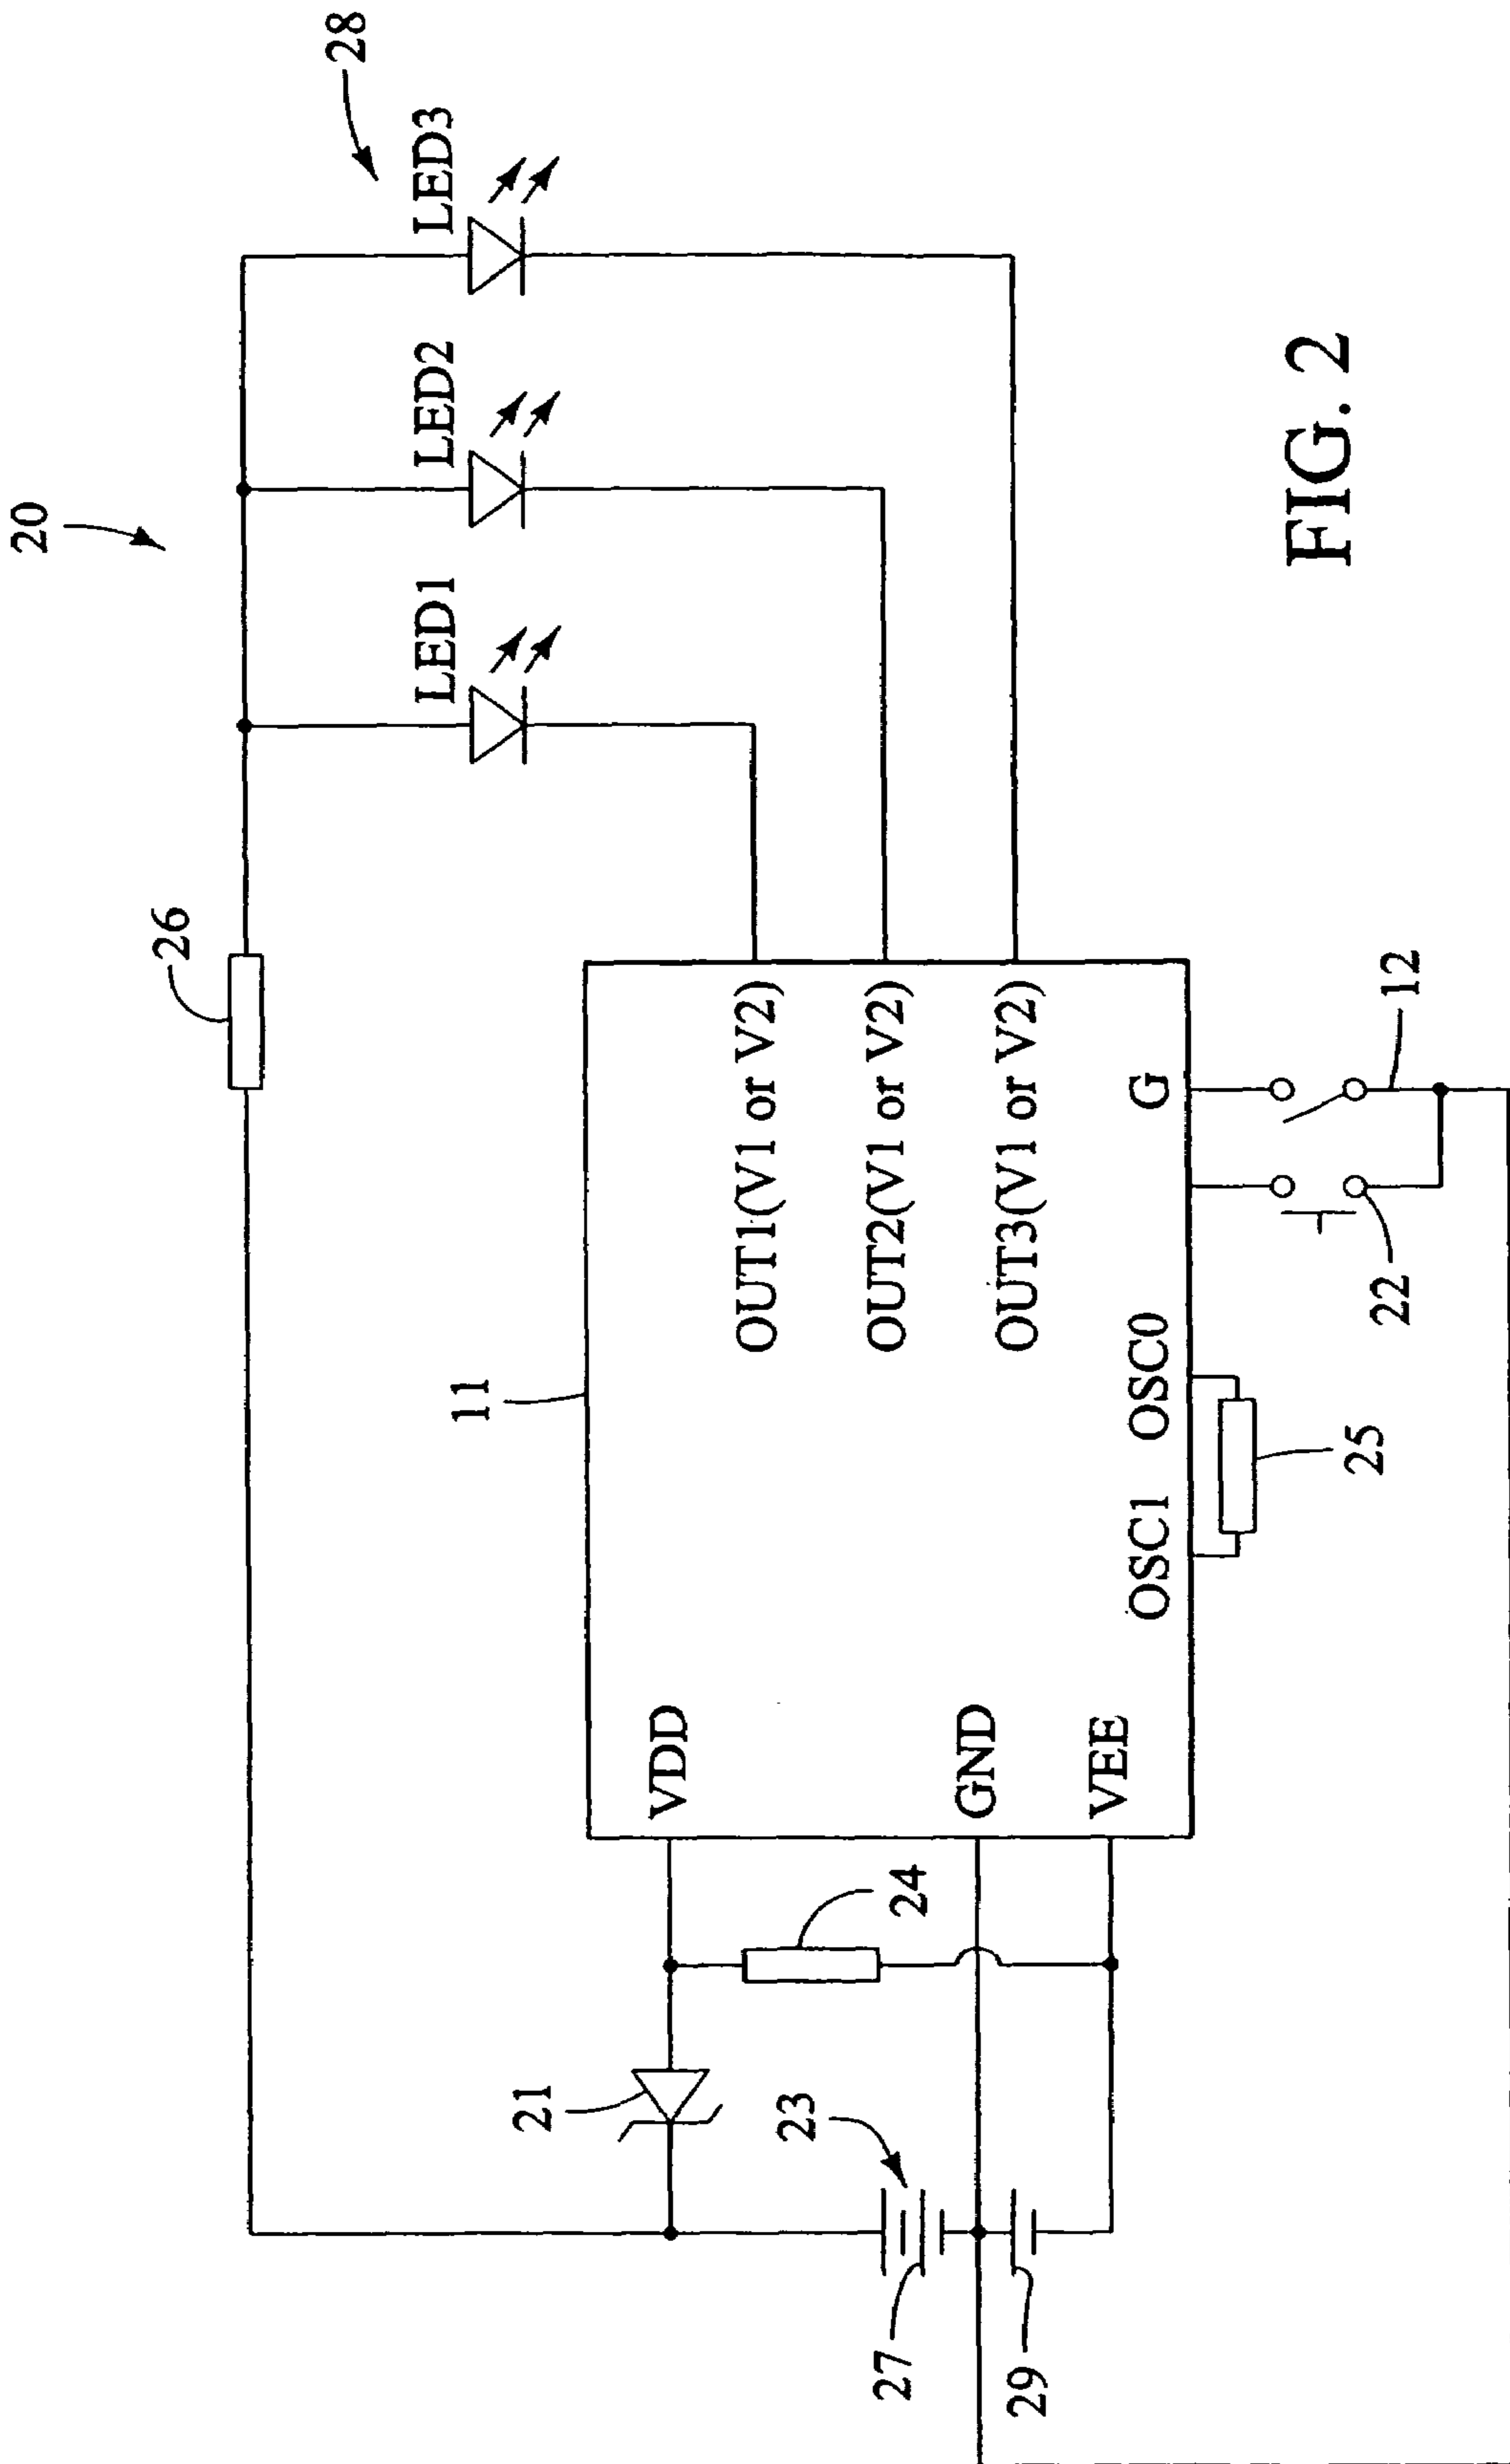 20
28
26
LED1
LED2
LED3
11
21
VDD
24
23
27
29
GND
VEE
OUT1(V1 or V2)
OUT2(V1 or V2)
OUT3(V1 or V2)
OSC1
OSC0
G
25
22
12
FIG. 2